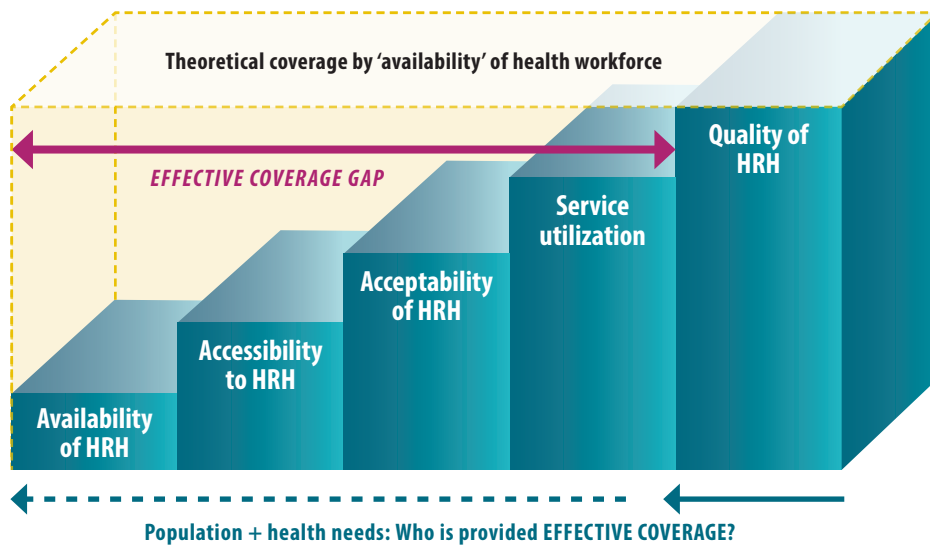 Theoretical coverage by ‘availability’ of health workforce
EFFECTIVE COVERAGE GAP
Quality of
HRH
Service
utilization
Acceptability
of HRH
Accessibility
to HRH
Availability
of HRH
Population + health needs: Who is provided EFFECTIVE COVERAGE?